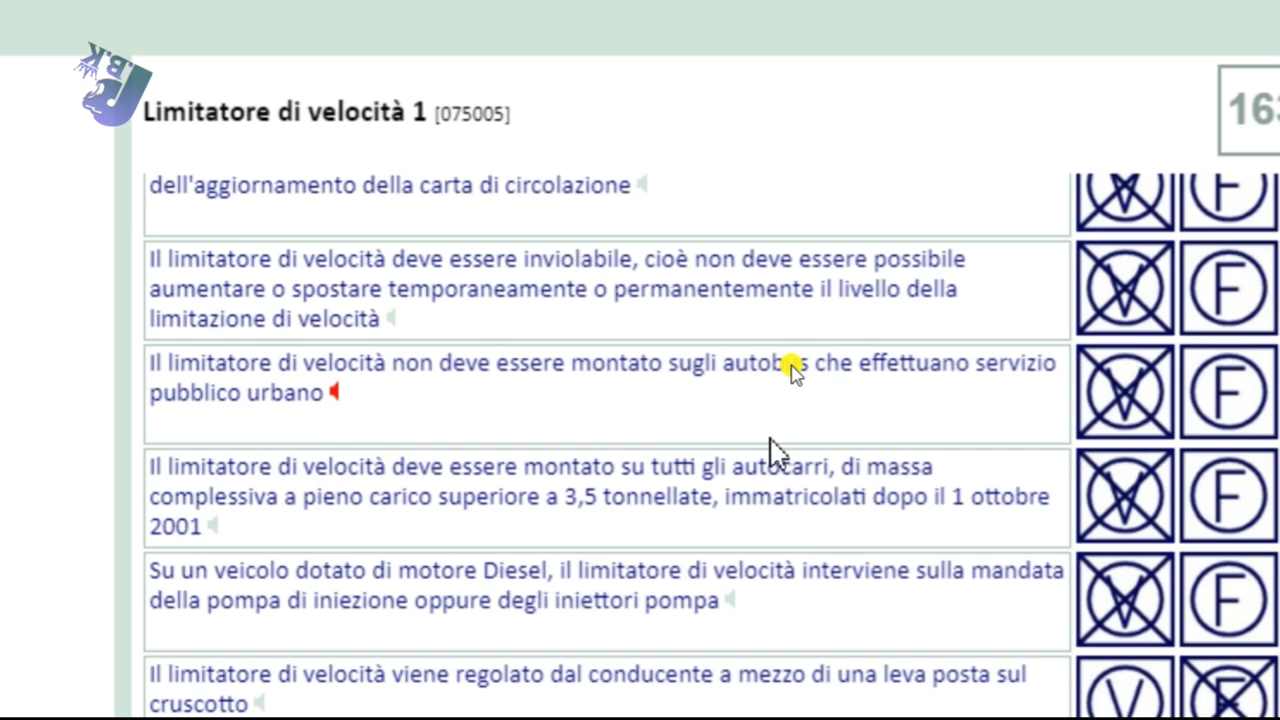 J.B.K
Limitatore di velocità 1 [075005]
163
dell'aggiornamento della carta di circolazione
V F
Il limitatore di velocità deve essere inviolabile, cioè non deve essere possibile
aumentare o spostare temporaneamente o permanentemente il livello della
limitazione di velocità
V F
Il limitatore di velocità non deve essere montato sugli autobus che effettuano servizio
pubblico urbano
V F
Il limitatore di velocità deve essere montato su tutti gli autocarri, di massa
complessiva a pieno carico superiore a 3,5 tonnellate, immatricolati dopo il 1 ottobre
2001
V F
Su un veicolo dotato di motore Diesel, il limitatore di velocità interviene sulla mandata
della pompa di iniezione oppure degli iniettori pompa
V F
Il limitatore di velocità viene regolato dal conducente a mezzo di una leva posta sul
cruscotto
V F